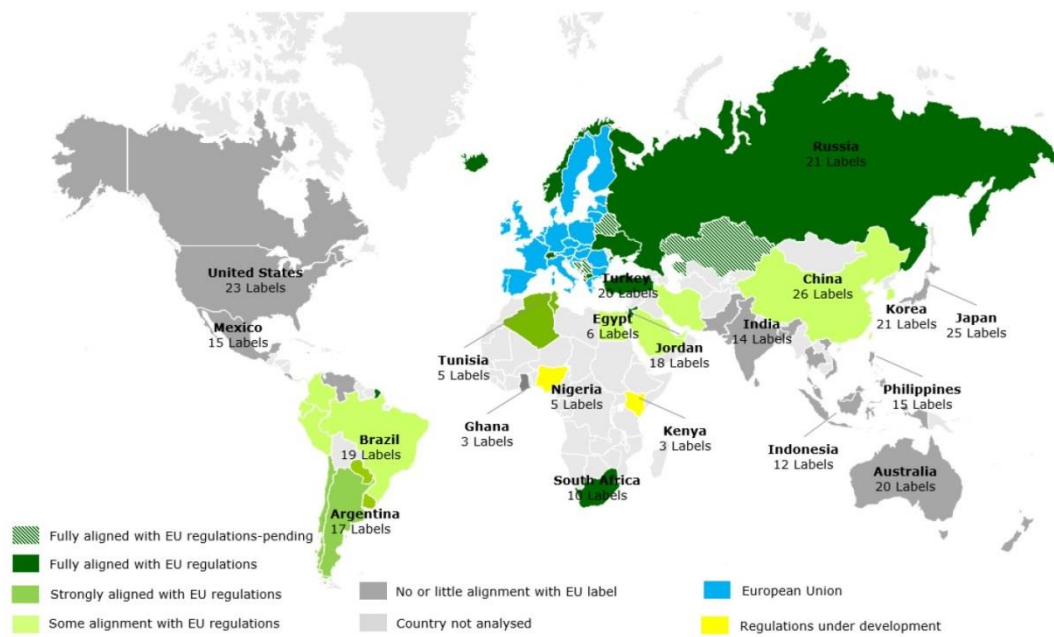 Russia
21 Labels
United States
23 Labels
Mexico
15 Labels
Turkey
20 Labels
China
26 Labels
Korea
21 Labels
Japan
25 Labels
Egypt
6 Labels
India
14 Labels
Jordan
18 Labels
Tunisia
5 Labels
Nigeria
5 Labels
Philippines
15 Labels
Ghana
3 Labels
Kenya
3 Labels
Brazil
19 Labels
Indonesia
12 Labels
Australia
20 Labels
South Africa
10 Labels
Argentina
17 Labels
Fully aligned with EU regulations-pending
Fully aligned with EU regulations
Strongly aligned with EU regulations
Some alignment with EU regulations
No or little alignment with EU label
Country not analysed
European Union
Regulations under development